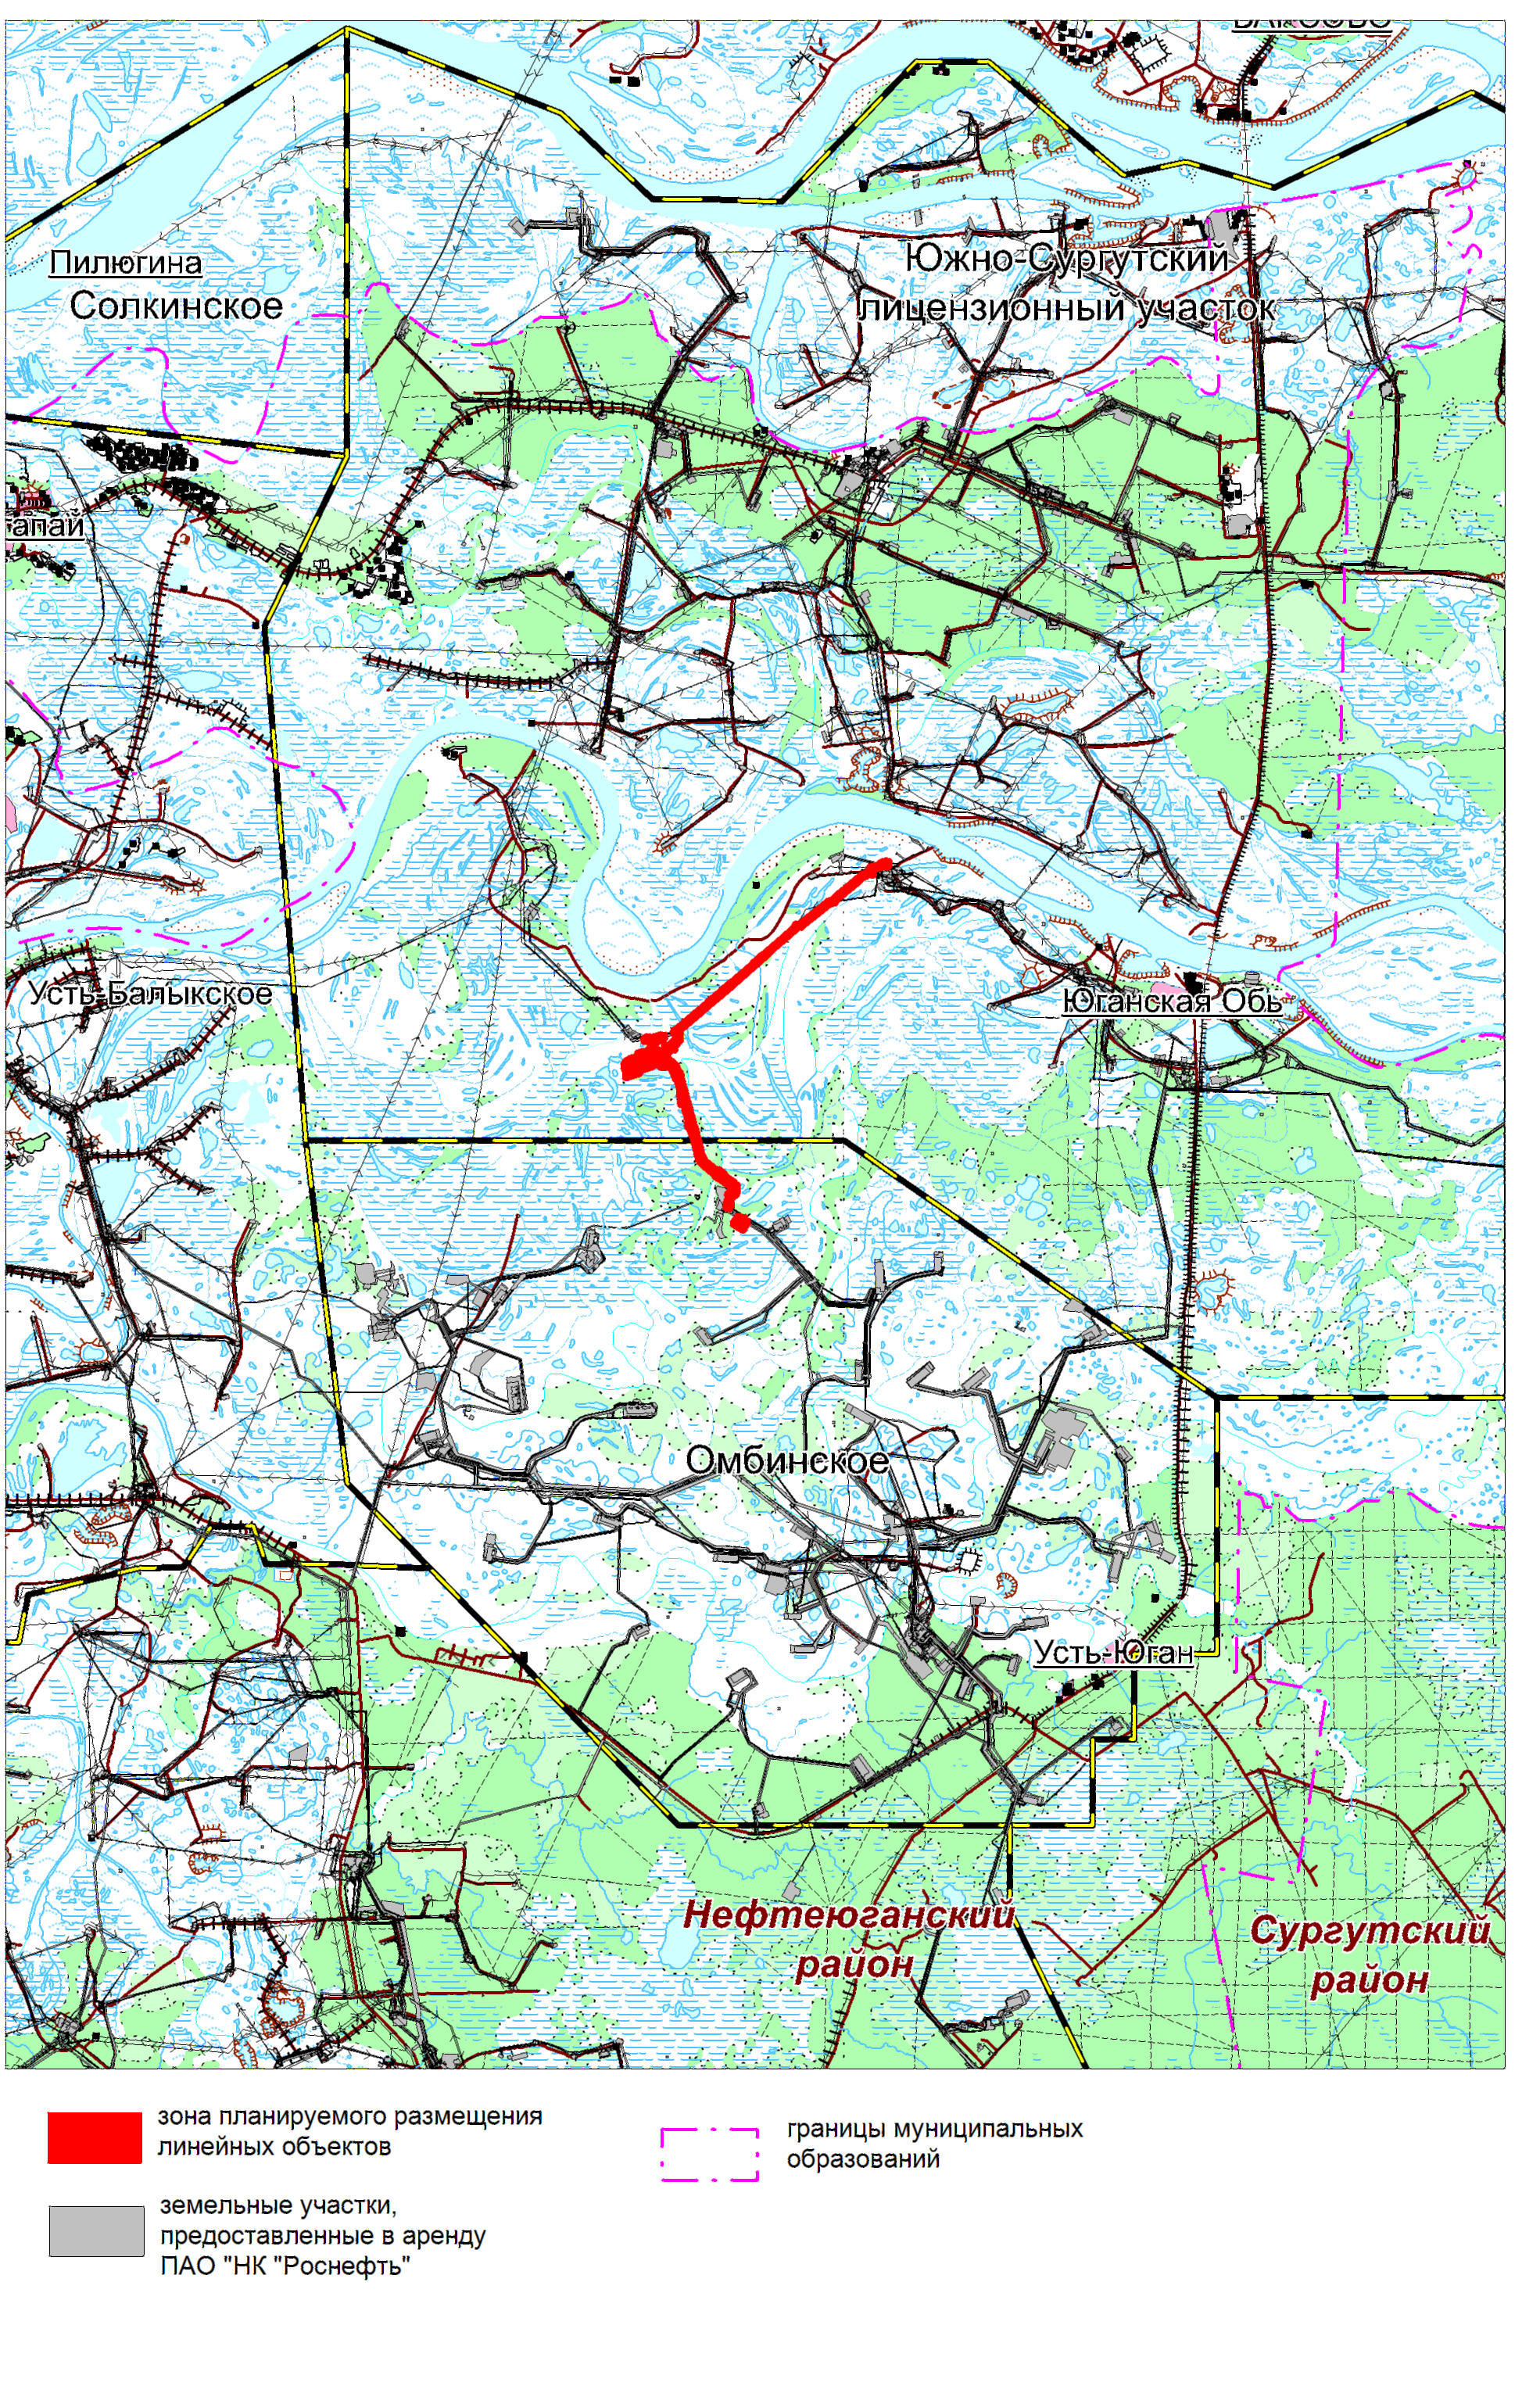 Пилюгина
Солкинское
Южно-Сургутский
лицензионный участок
апай
Усть-Балыкское
Юганская Обь
Омбинское
Усть-Юган
Нефтеюганский
район
Сургутский
район
зона планируемого размещения
линейных объектов
границы муниципальных
образований
земельные участки,
предоставленные в аренду
ПАО "НК "Роснефть"